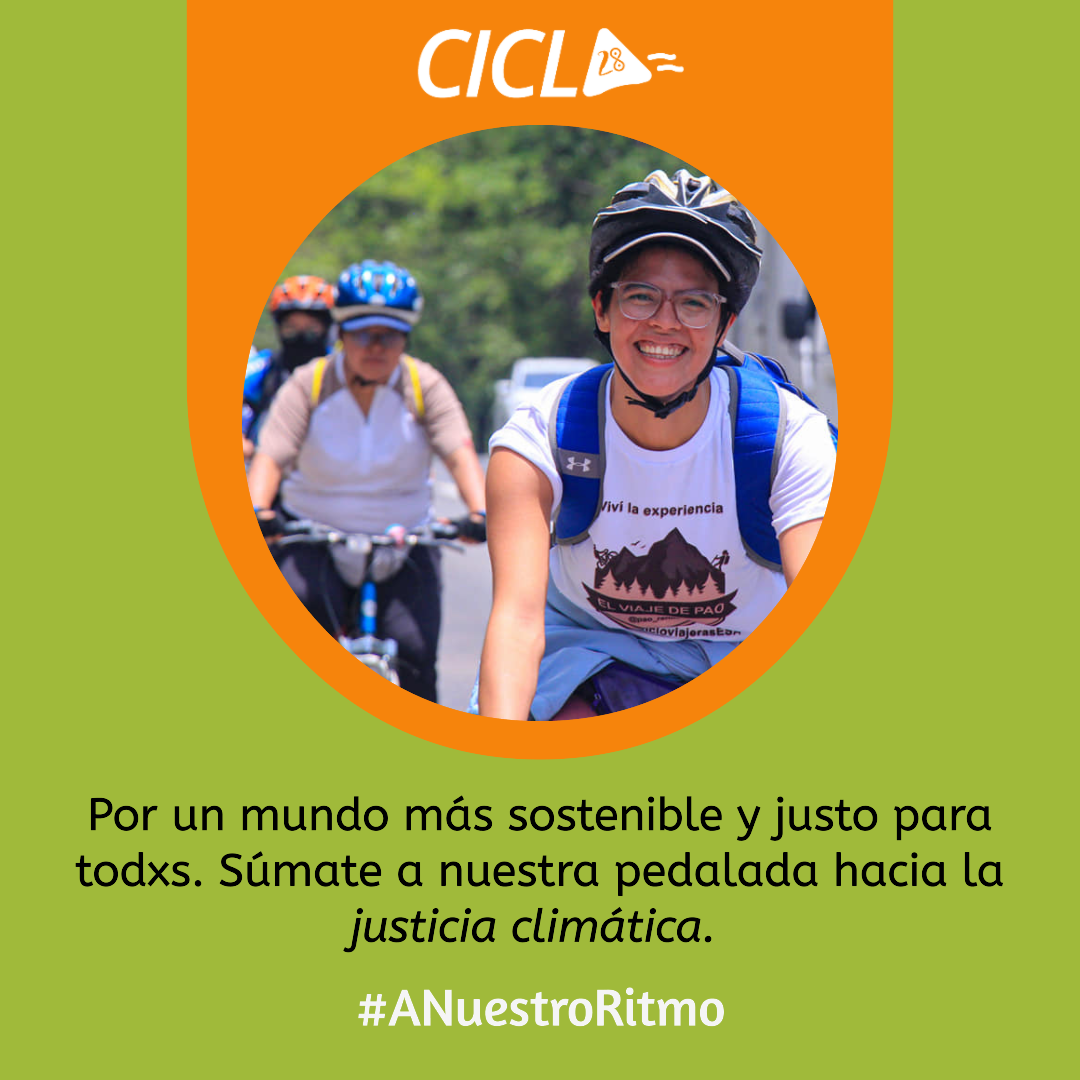 CICLA
28
Viví la experiencia
EL VIAJE DE PAO
Por un mundo más sostenible y justo para
todxs. Súmate a nuestra pedalada hacia la
justicia climática.
#ANuestroRitmo